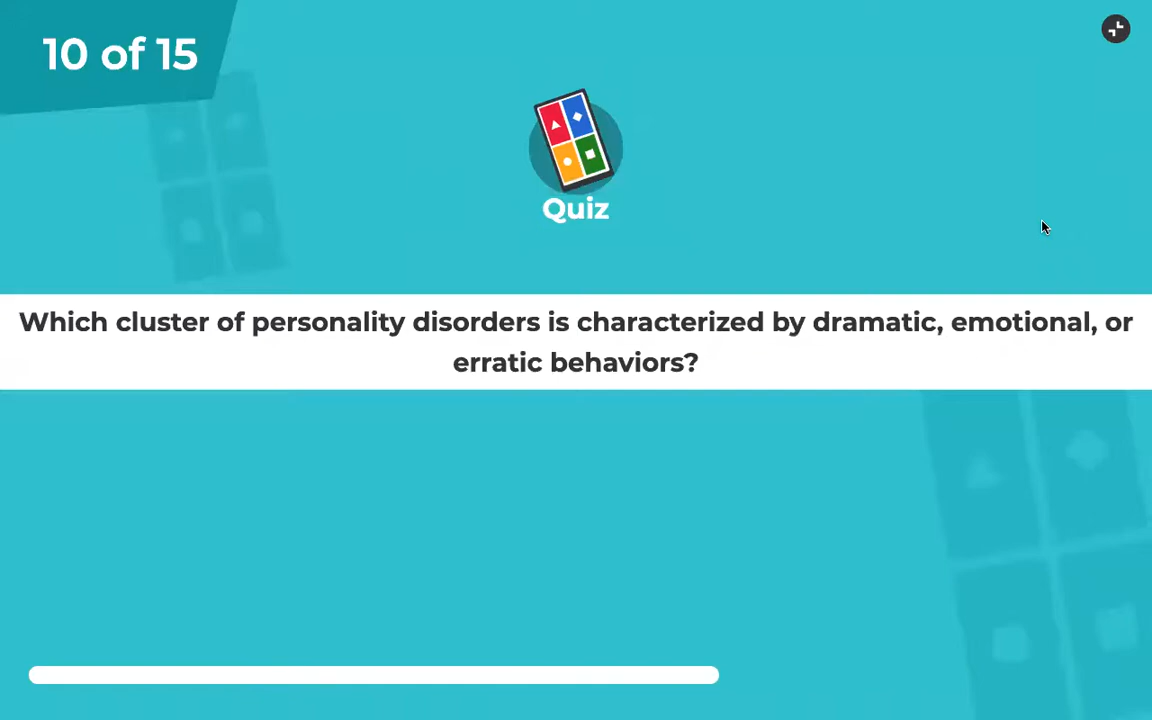 10 of 15
Quiz
Which cluster of personality disorders is characterized by dramatic, emotional, or
erratic behaviors?